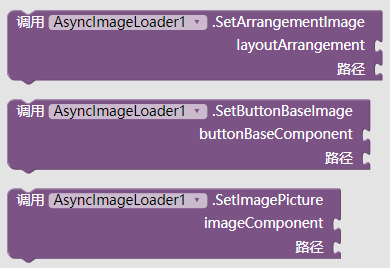 调用 AsyncImageLoader1 .SetArrangementImage
layoutArrangement
路径
调用 AsyncImageLoader1 .SetButtonBaseImage
buttonBaseComponent
路径
调用 AsyncImageLoader1 .SetImagePicture
imageComponent
路径